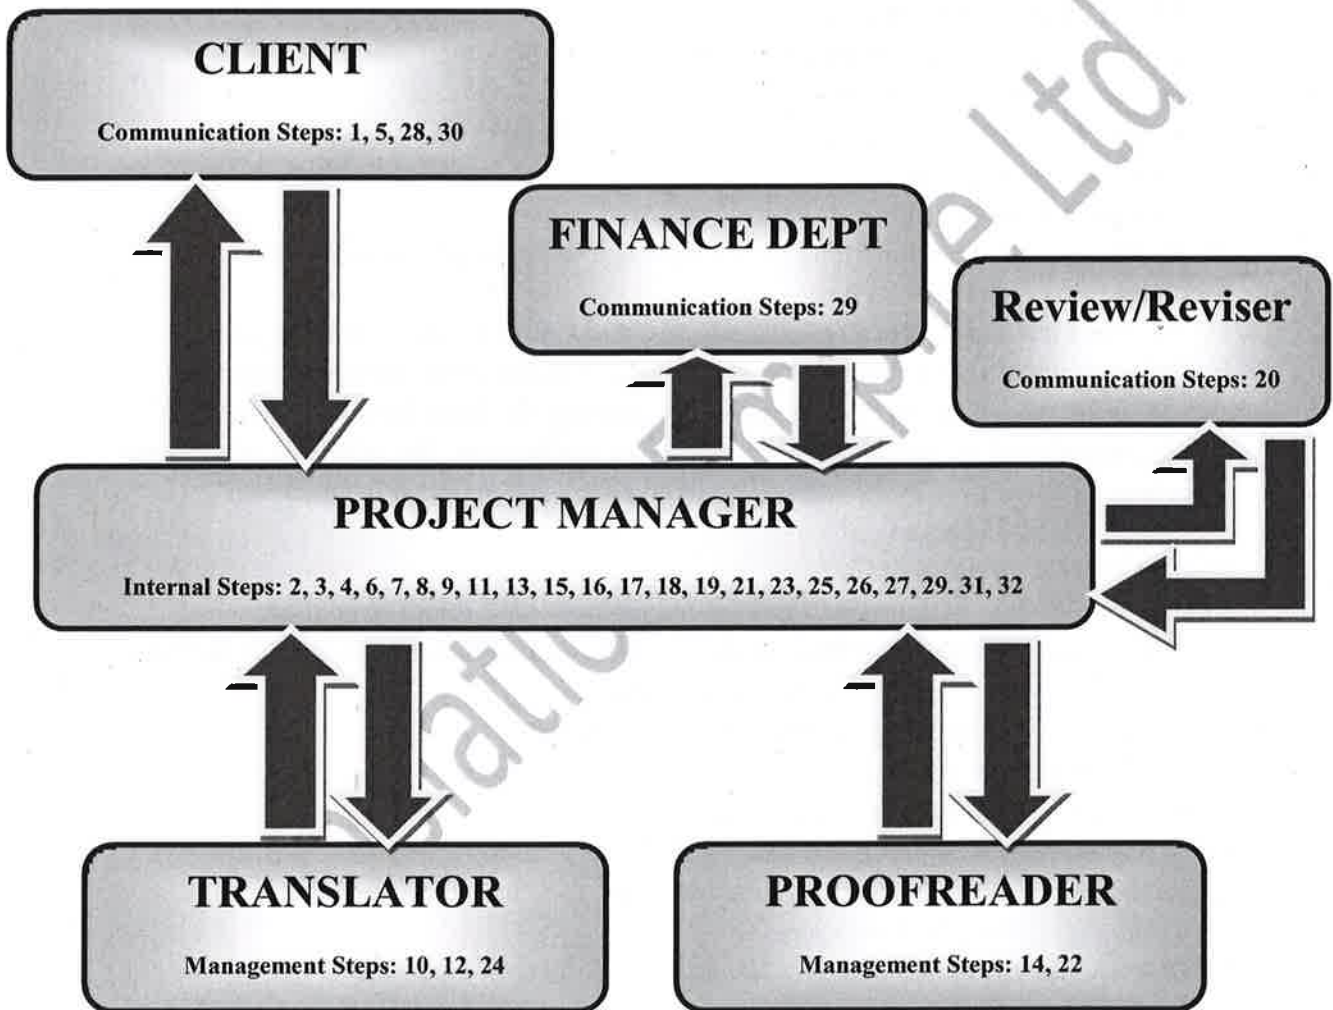 CLIENT
Communication Steps: 1, 5, 28, 30
FINANCE DEPT
Communication Steps: 29
Review/Reviser
Communication Steps: 20
PROJECT MANAGER
Internal Steps: 2, 3, 4, 6, 7, 8, 9, 11, 13, 15, 16, 17, 18, 19, 21, 23, 25, 26, 27, 29. 31, 32
TRANSLATOR
Management Steps: 10, 12, 24
PROOFREADER
Management Steps: 14, 22
Ltd